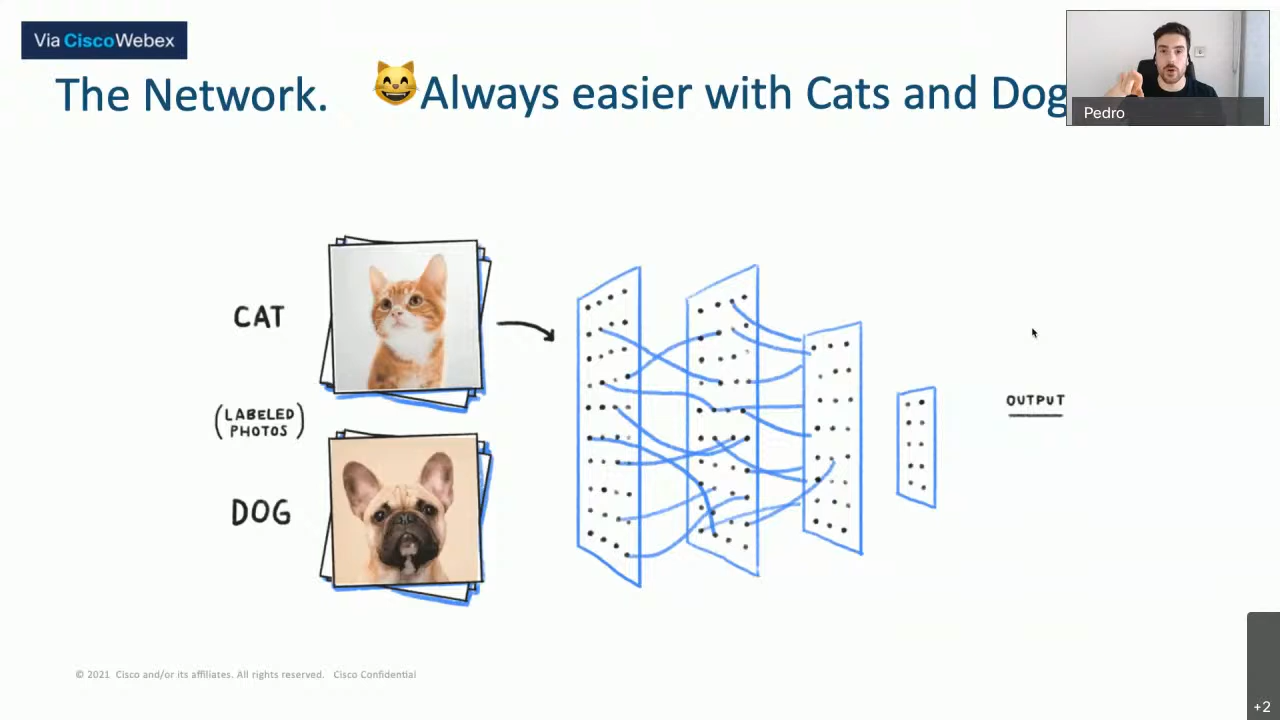 Via CiscoWebex
The Network. 😸Always easier with Cats and Dog
Pedro
CAT
(LABELED
PHOTOS)
DOG
OUTPUT
© 2021 Cisco and/or its affiliates. All rights reserved. Cisco Confidential
+2